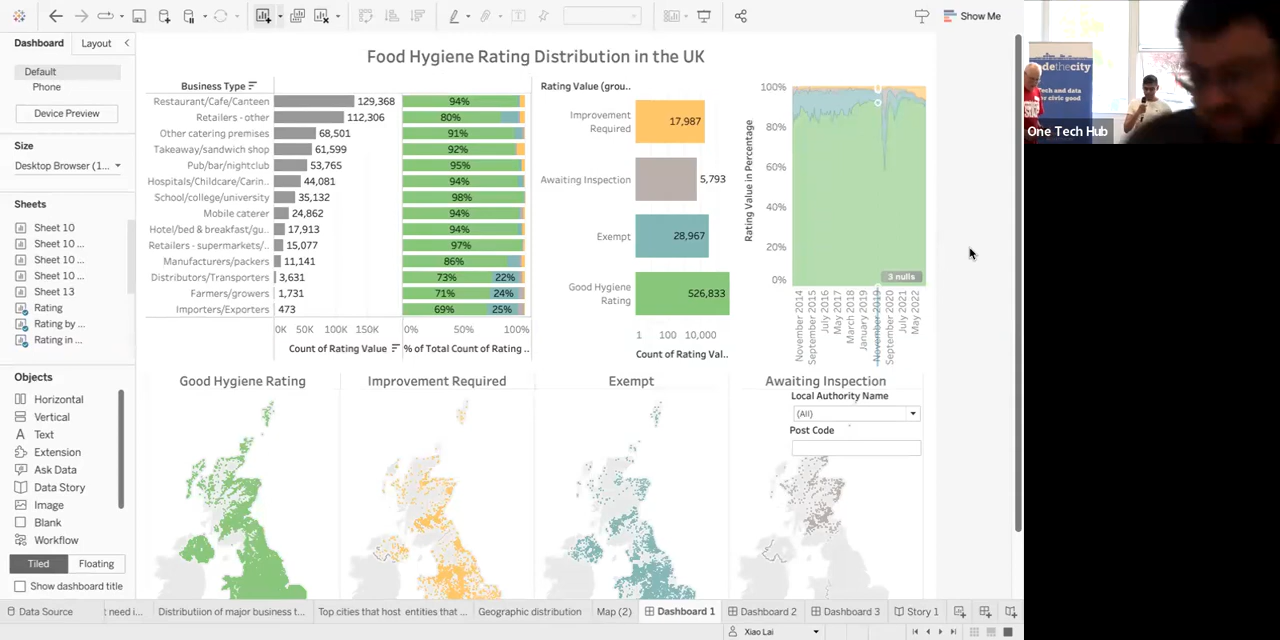 Show Me
Dashboard
Layout
Default
Phone
Device Preview
Size
Desktop Browser (1...
Sheets
Sheet 10
Sheet 10 ...
Sheet 10 ...
Sheet 10 ...
Sheet 13
Rating
Rating by ...
Rating in ...
Objects
Horizontal
Vertical
Text
Extension
Ask Data
Data Story
Image
Blank
Workflow
Tiled
Floating
Show dashboard title
Food Hygiene Rating Distribution in the UK
Business Type
Restaurant/Cafe/Canteen 129,368 94%
Retailers - other 112,306 80%
Other catering premises 68,501 91%
Takeaway/sandwich shop 61,599 92%
Pub/bar/nightclub 53,765 95%
Hospitals/Childcare/Carin.. 44,081 94%
School/college/university 35,132 98%
Mobile caterer 24,862 94%
Hotel/bed & breakfast/gu.. 17,913 94%
Retailers - supermarkets/.. 15,077 97%
Manufacturers/packers 11,141 86%
Distributors/Transporters 3,631 73% 22%
Farmers/growers 1,731 71% 24%
Importers/Exporters 473 69% 25%
0K 50K 100K 150K 0% 50% 100%
Count of Rating Value % of Total Count of Rating ..
Rating Value (grou..
Improvement Required 17,987
Awaiting Inspection 5,793
Exempt 28,967
Good Hygiene Rating 526,833
1 100 10,000
Count of Rating Val..
Rating Value in Percentage
100%
80%
60%
40%
20%
0%
3 nulls
November 2014
September 2015
July 2016
May 2017
March 2018
January 2019
November 2019
September 2020
July 2021
May 2022
Good Hygiene Rating
Improvement Required
Exempt
Awaiting Inspection
Local Authority Name
(All)
Post Code
Data Source
t need i...
Distributiion of major business t...
Top cities that host entities that ...
Geographic distribution
Map (2)
Dashboard 1
Dashboard 2
Dashboard 3
Story 1
Xiao Lai
dethecity
Tech and data
for civic good
One Tech Hub